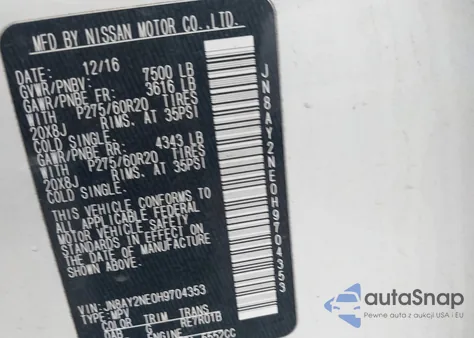 MFD BY NISSAN MOTOR CO.,LTD.
DATE: 12/16
GVWR/PNBV: 7500 LB
GAWR/PNBE FR: 3616 LB
WITH P275/60R20 TIRES
20X8J RIMS, AT 35PSI
COLD SINGLE.
GAWR/PNBE RR: 4343 LB
WITH P275/60R20 TIRES
20X8J RIMS, AT 35PSI
COLD SINGLE.
THIS VEHICLE CONFORMS TO
ALL APPLICABLE FEDERAL
MOTOR VEHICLE SAFETY
STANDARDS IN EFFECT ON
THE DATE OF MANUFACTURE
SHOWN ABOVE.
VIN:JN8AY2NE0H9704353
TYPE:MPV
COLOR TRIM TRANS
G RE7R01B
5552CC
JN8AY2NE0H9704353
autoSnap
Pewne auta z aukcji USA i EU